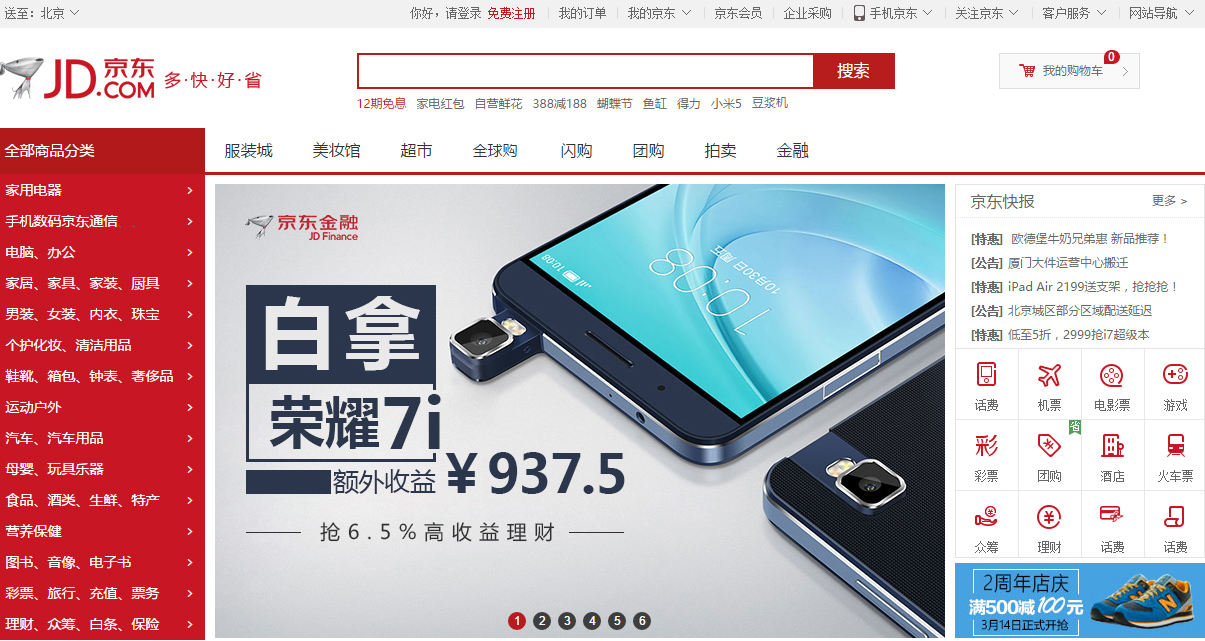 送至：北京
你好，请登录 免费注册 我的订单 我的京东 京东会员 企业采购 手机京东 关注京东 客户服务 网站导航
京东
JD.COM
多·快·好·省
搜索
0
我的购物车
12期免息 家电红包 自营鲜花 388减188 蝴蝶节 鱼缸 得力 小米5 豆浆机
全部商品分类 服装城 美妆馆 超市 全球购 闪购 团购 拍卖 金融
家用电器
手机数码京东通信
电脑、办公
家居、家具、家装、厨具
男装、女装、内衣、珠宝
个护化妆、清洁用品
鞋靴、箱包、钟表、奢侈品
运动户外
汽车、汽车用品
母婴、玩具乐器
食品、酒类、生鲜、特产
营养保健
图书、音像、电子书
彩票、旅行、充值、票务
理财、众筹、白条、保险
京东金融
JD Finance
10:08
10:08
白拿
荣耀7i
额外收益 ￥937.5
抢6.5%高收益理财
1 2 3 4 5 6
京东快报 更多 >
[特惠] 欧德堡牛奶兄弟惠 新品推荐！
[公告] 厦门大件运营中心搬迁
[特惠] iPad Air 2199送支架，抢抢抢！
[公告] 北京城区部分区域配送延迟
[特惠] 低至5折，2999抢i7超级本
话费 机票 电影票 游戏
彩 省
彩票 团购 酒店 火车票
众筹 理财 话费 话费
2周年店庆
满500减100元
3月14日正式开抢
N